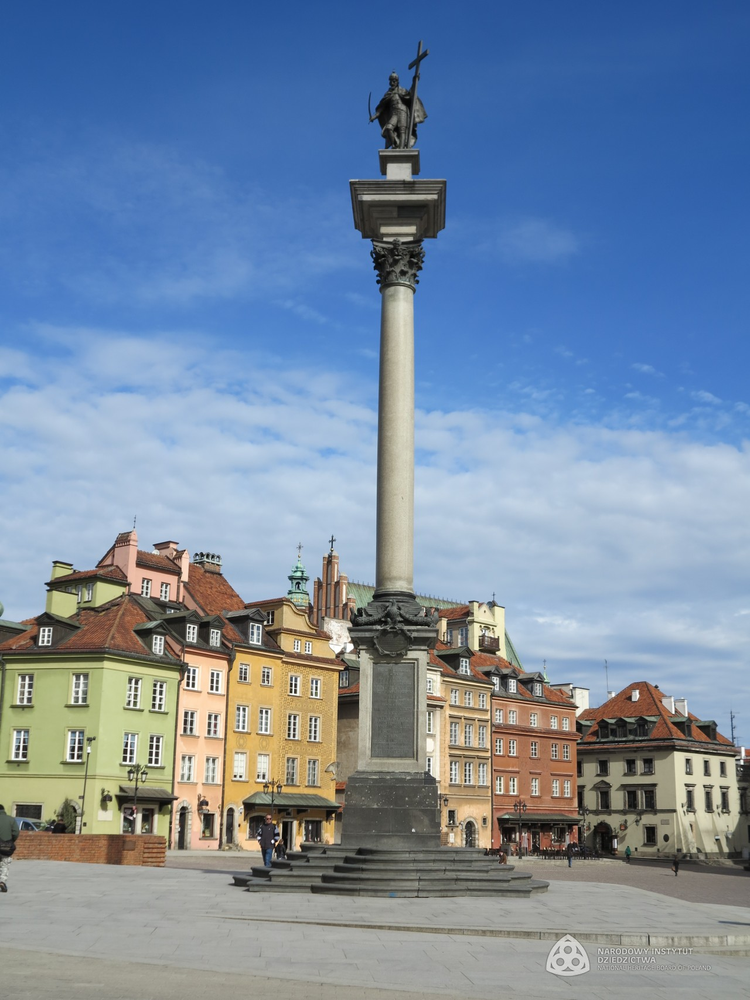 NARODOWY INSTYTUT
DZIEDZICTWA
NATIONAL HERITAGE BOARD OF POLAND